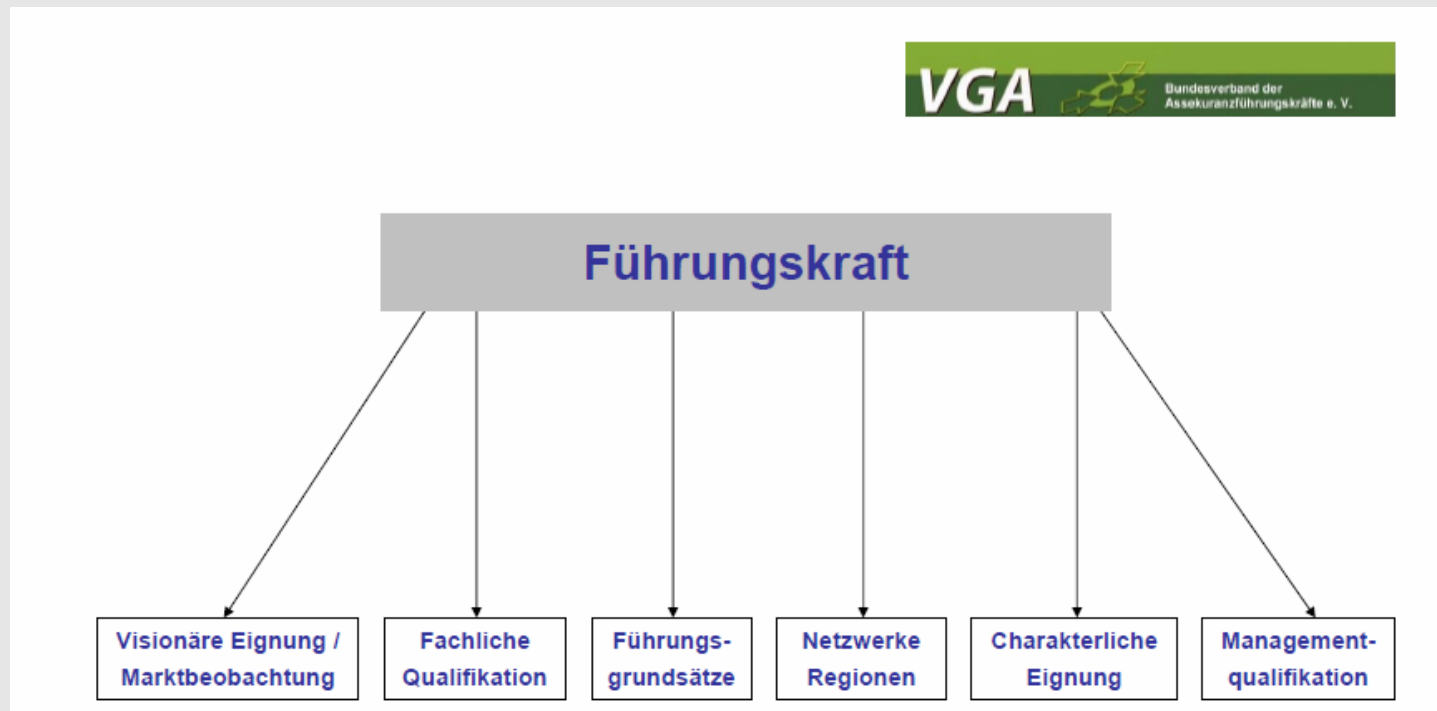 VGA
Bundesverband der
Assekuranzführungskräfte e. V.
Führungskraft
Visionäre Eignung /
Marktbeobachtung
Fachliche
Qualifikation
Führungs-
grundsätze
Netzwerke
Regionen
Charakterliche
Eignung
Management-
qualifikation